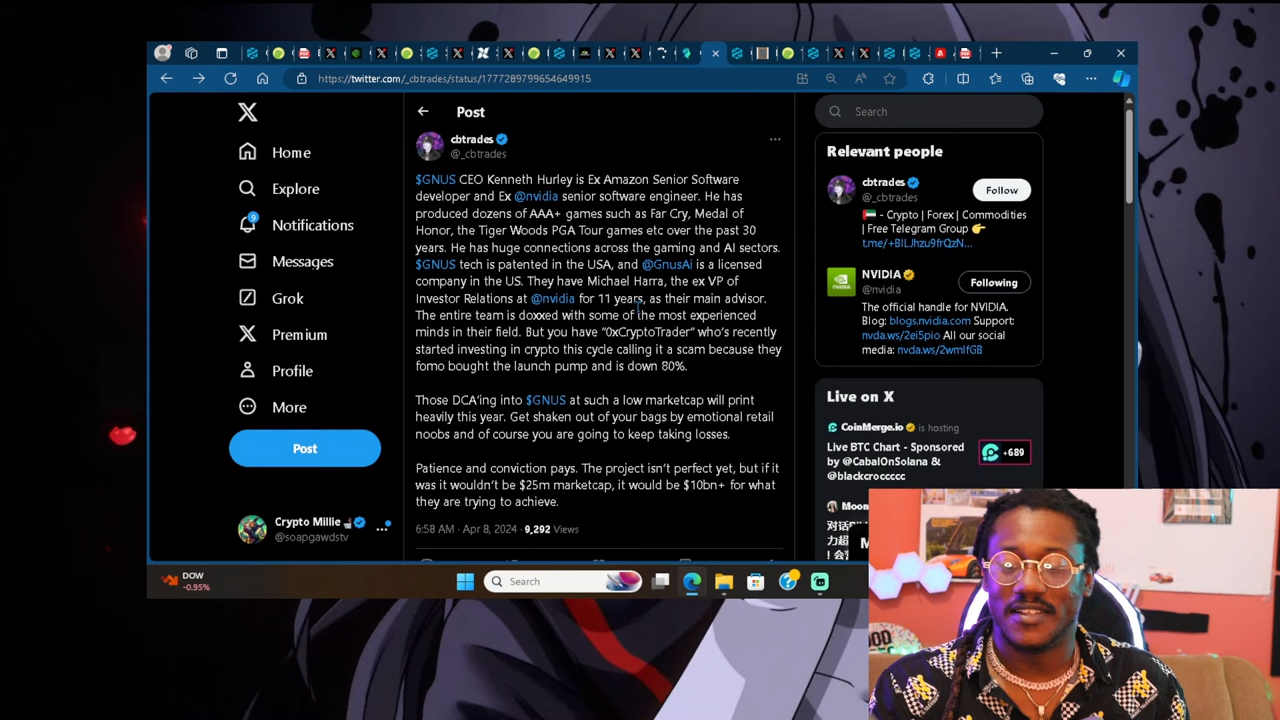 https://twitter.com/_cbtrades/status/1777289799654649915
Home
Explore
9
Notifications
Messages
Grok
Premium
Profile
More
Post
Crypto Millie
@soapgawdstv
Post
cbtrades
@_cbtrades
$GNUS CEO Kenneth Hurley is Ex Amazon Senior Software
developer and Ex @nvidia senior software engineer. He has
produced dozens of AAA+ games such as Far Cry, Medal of
Honor, the Tiger Woods PGA Tour games etc over the past 30
years. He has huge connections across the gaming and AI sectors.
$GNUS tech is patented in the USA, and @GnusAi is a licensed
company in the US. They have Michael Harra, the ex VP of
Investor Relations at @nvidia for 11 years, as their main advisor.
The entire team is doxxed with some of the most experienced
minds in their field. But you have "0xCryptoTrader" who's recently
started investing in crypto this cycle calling it a scam because they
fomo bought the launch pump and is down 80%.
Those DCA'ing into $GNUS at such a low marketcap will print
heavily this year. Get shaken out of your bags by emotional retail
noobs and of course you are going to keep taking losses.
Patience and conviction pays. The project isn't perfect yet, but if it
was it wouldn't be $25m marketcap, it would be $10bn+ for what
they are trying to achieve.
6:58 AM · Apr 8, 2024 · 9,292 Views
Search
Relevant people
cbtrades
@_cbtrades
Follow
- Crypto | Forex | Commodities
| Free Telegram Group
t.me/+BILJhzu9frQzN...
NVIDIA
@nvidia
Following
The official handle for NVIDIA.
Blog: blogs.nvidia.com Support:
nvda.ws/2ei5pio All our social
media: nvda.ws/2wmIfGB
Live on X
CoinMerge.io is hosting
Live BTC Chart - Sponsored
by @CabalOnSolana &
@blackcroccccc
+689
DOW
-0.95%
Search